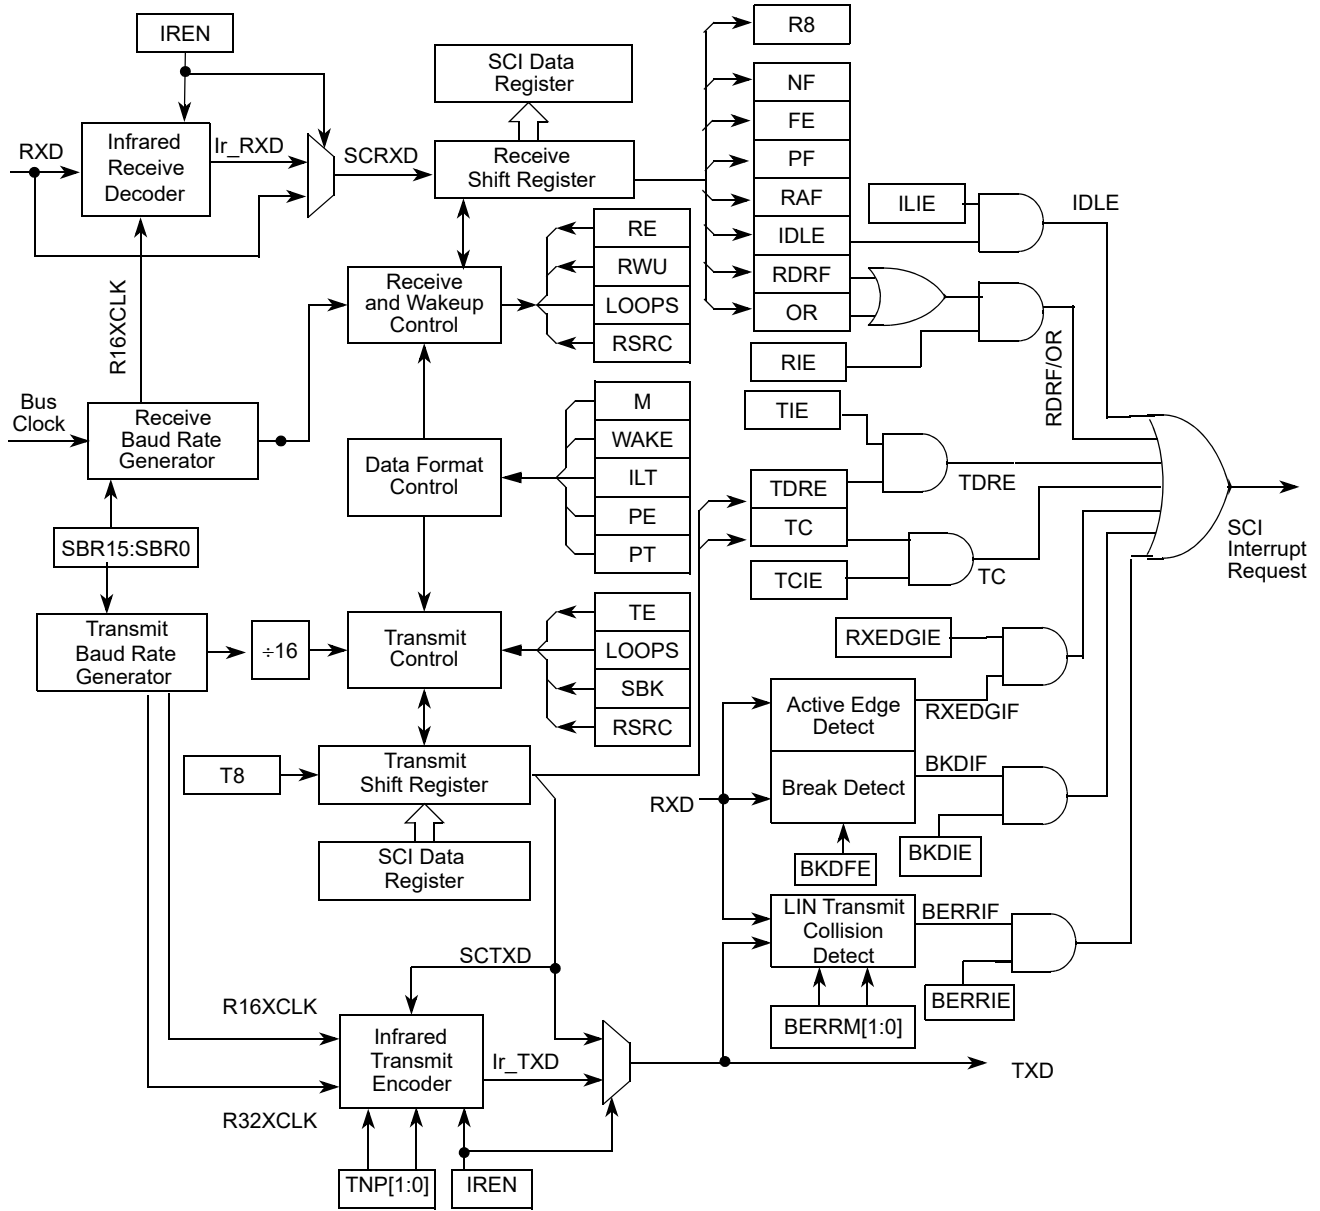 IREN
R8
SCI Data
Register
NF
FE
PF
RAF
IDLE
RDRF
OR
RXD
Infrared
Receive
Decoder
Ir_RXD
SCRXD
Receive
Shift Register
ILIE
IDLE
RE
RWU
LOOPS
RSRC
Receive
and Wakeup
Control
R16XCLK
RIE
RDRF/OR
Bus
Clock
Receive
Baud Rate
Generator
M
WAKE
ILT
PE
PT
Data Format
Control
TIE
TDRE
TC
TCIE
TDRE
TC
SCI
Interrupt
Request
SBR15:SBR0
Transmit
Baud Rate
Generator
÷16
Transmit
Control
TE
LOOPS
SBK
RSRC
RXEDGIE
Active Edge
Detect
RXEDGIF
Break Detect
BKDIF
RXD
BKDFE
BKDIE
T8
Transmit
Shift Register
SCI Data
Register
LIN Transmit
Collision
Detect
BERRIF
BERRIE
BERRM[1:0]
SCTXD
R16XCLK
Infrared
Transmit
Encoder
Ir_TXD
TXD
R32XCLK
TNP[1:0]
IREN